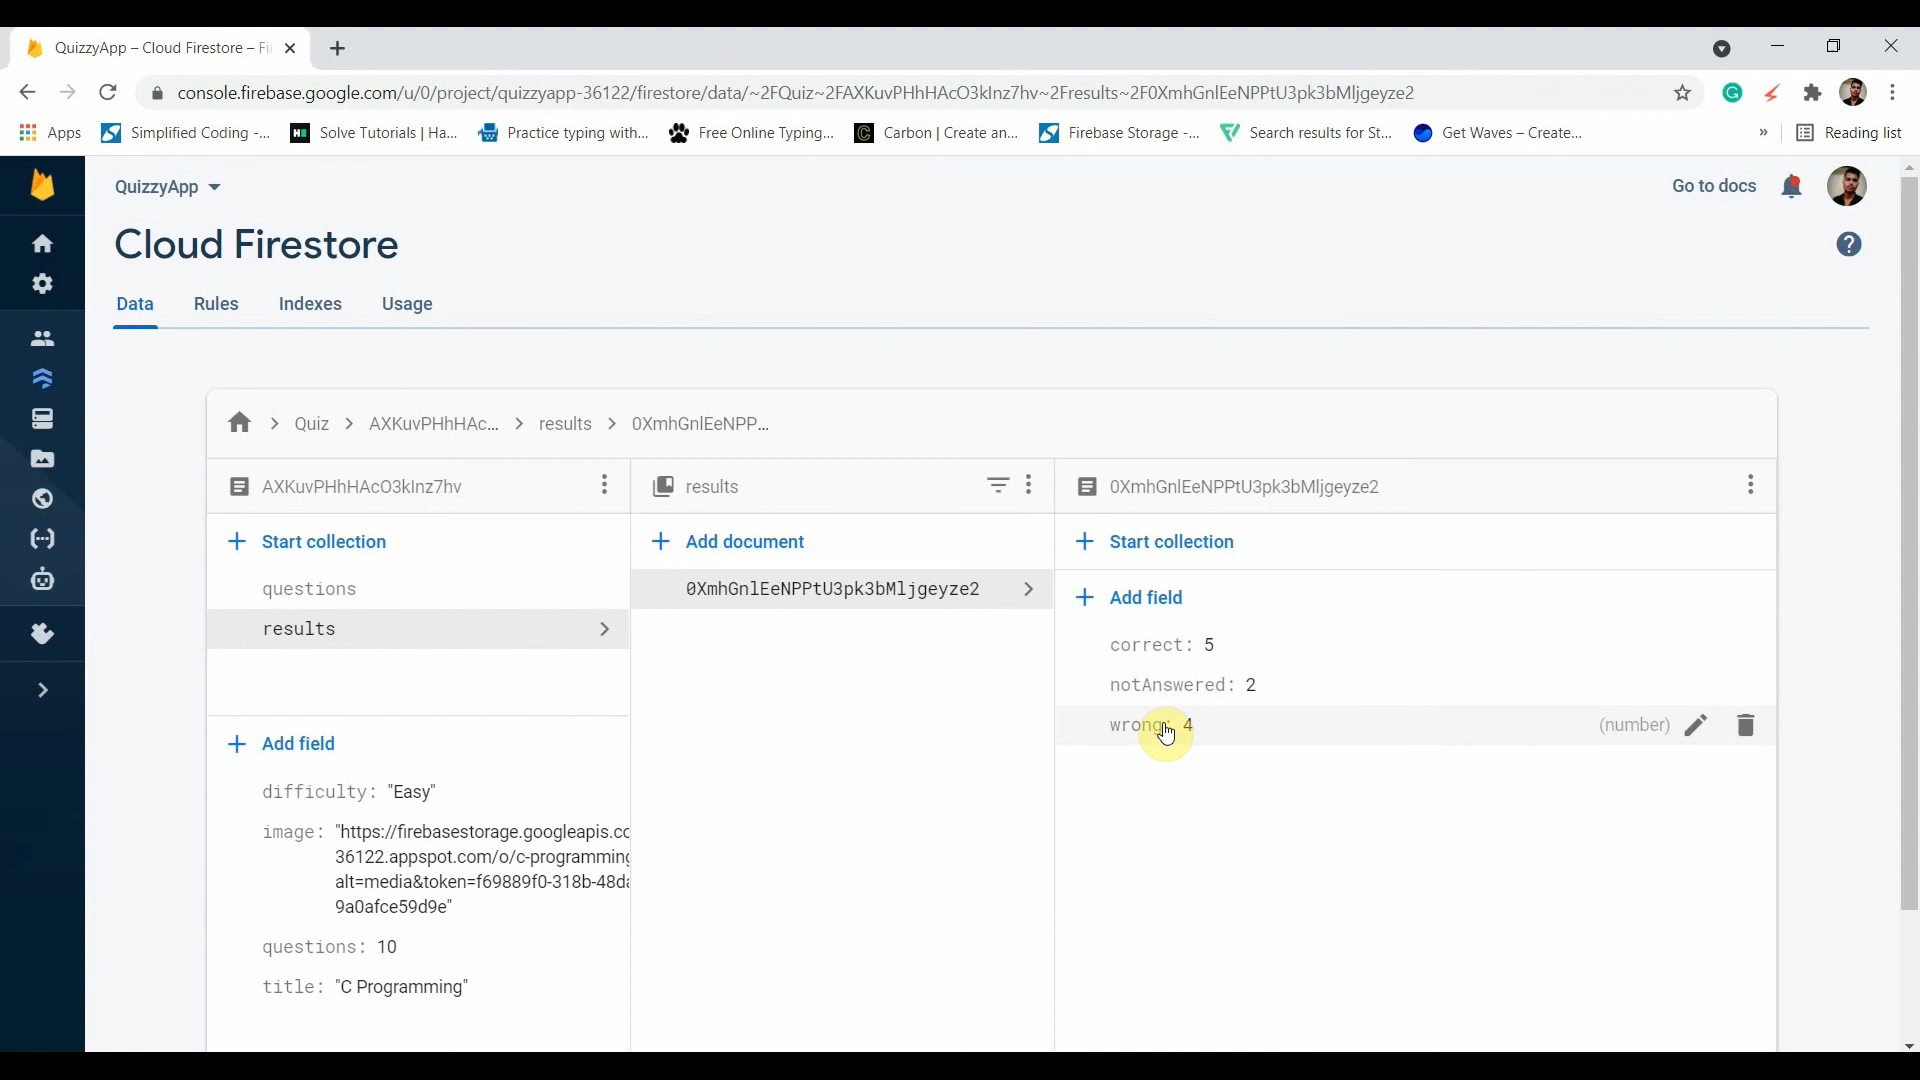 QuizzyApp – Cloud Firestore – Fi
console.firebase.google.com/u/0/project/quizzyapp-36122/firestore/data/~2FQuiz~2FAXKuvPHhHAcO3kInz7hv~2Fresults~2F0XmhGnlEeNPPtU3pk3bMljgeyze2
Apps Simplified Coding -... Solve Tutorials | Ha... Practice typing with... Free Online Typing... Carbon | Create an... Firebase Storage -... Search results for St... Get Waves – Create... » Reading list
QuizzyApp Go to docs
Cloud Firestore
Data Rules Indexes Usage
Quiz > AXKuvPHhHAc... > results > 0XmhGnlEeNPP...
AXKuvPHhHAcO3kInz7hv results 0XmhGnlEeNPPtU3pk3bMljgeyze2
+ Start collection + Add document + Start collection
questions 0XmhGnlEeNPPtU3pk3bMljgeyze2 + Add field
results
correct: 5
notAnswered: 2
wrong: 4 (number)
+ Add field
difficulty: "Easy"
image: "https://firebasestorage.googleapis.co
36122.appspot.com/o/c-programming
alt=media&token=f69889f0-318b-48da
9a0afce59d9e"
questions: 10
title: "C Programming"